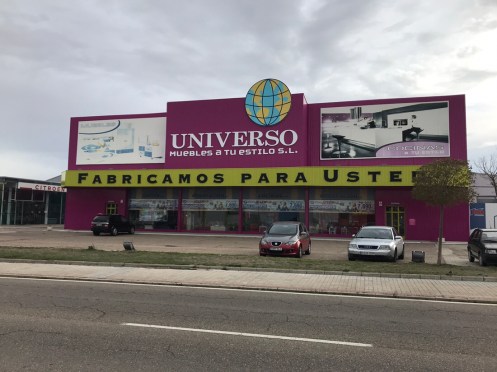 UNIVERSO
MUEBLES A TU ESTILO S.L.
FABRICAMOS PARA USTED
CITROËN